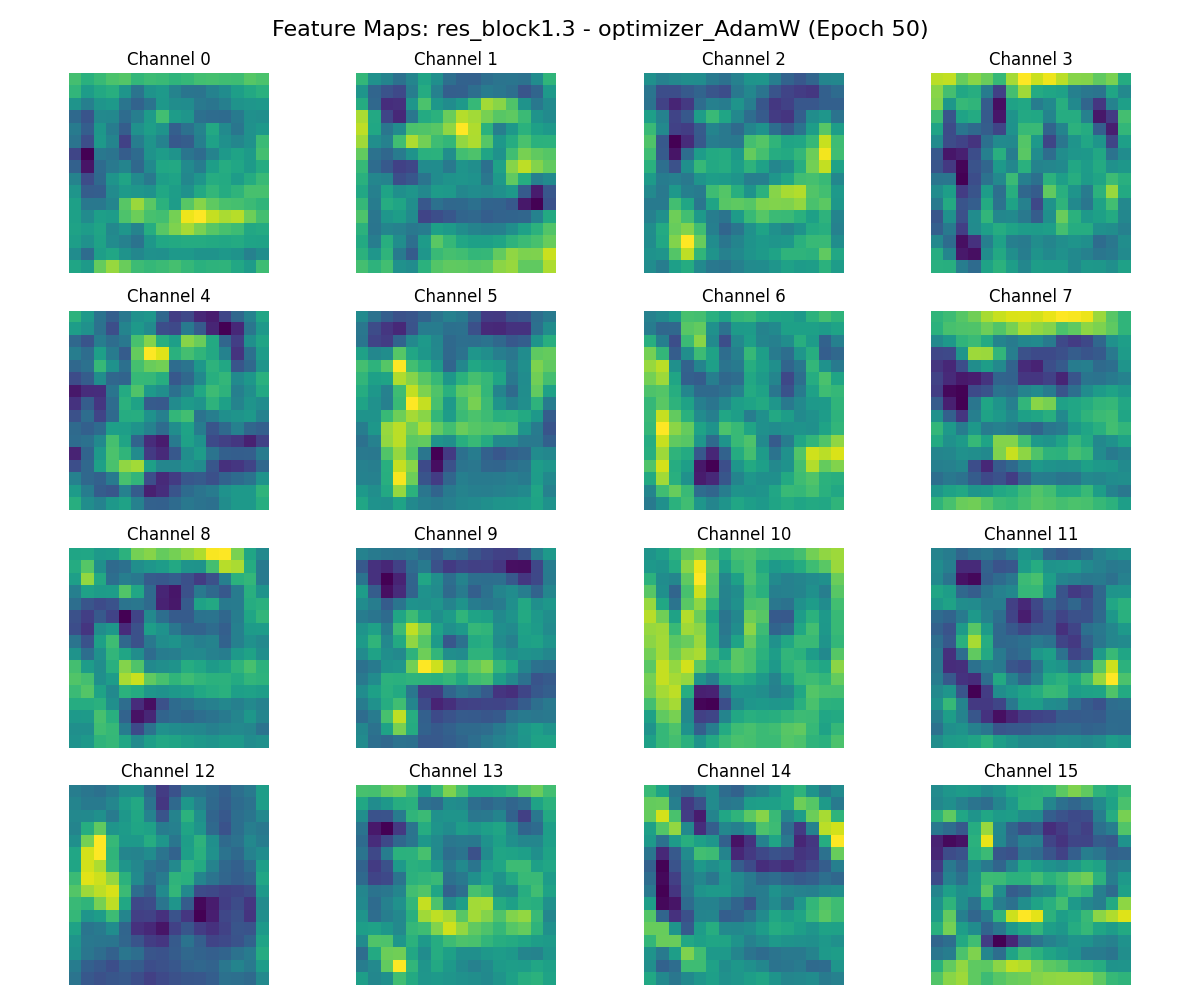 Feature Maps: res_block1.3 - optimizer_AdamW (Epoch 50)
Channel 0 Channel 1 Channel 2 Channel 3
Channel 4 Channel 5 Channel 6 Channel 7
Channel 8 Channel 9 Channel 10 Channel 11
Channel 12 Channel 13 Channel 14 Channel 15